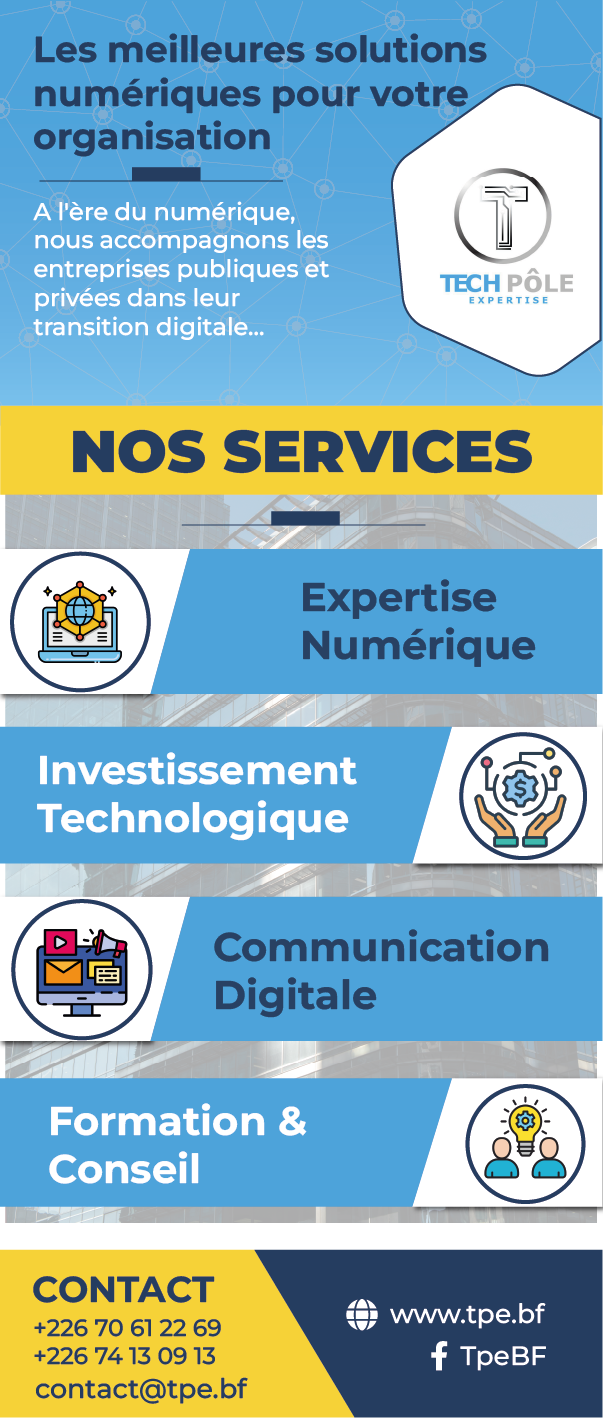 Les meilleures solutions
numériques pour votre
organisation
A l'ère du numérique,
nous accompagnons les
entreprises publiques et
privées dans leur
transition digitale...
TECH PÔLE
EXPERTISE
NOS SERVICES
Expertise
Numérique
Investissement
Technologique
Communication
Digitale
Formation &
Conseil
CONTACT
+226 70 61 22 69
+226 74 13 09 13
contact@tpe.bf
www.tpe.bf
TpeBF